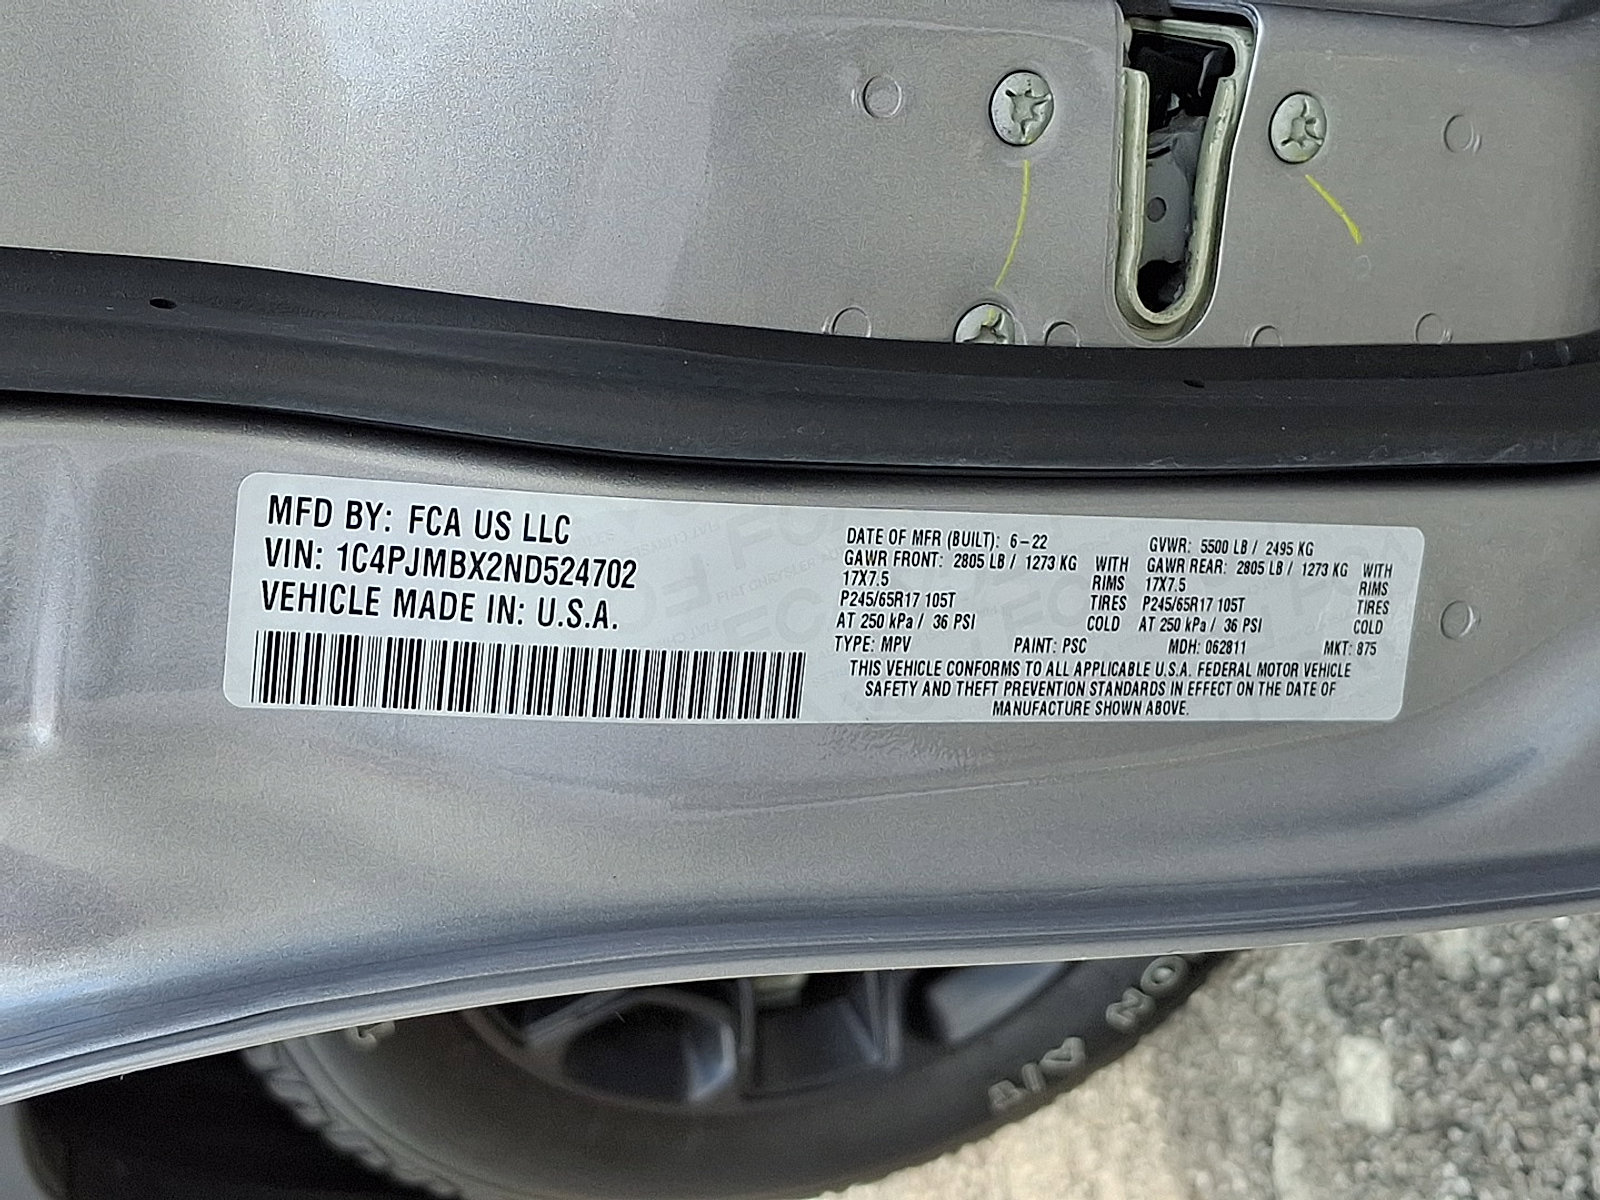 MFD BY: FCA US LLC
VIN: 1C4PJMBX2ND524702
VEHICLE MADE IN: U.S.A.
DATE OF MFR (BUILT): 6-22
GAWR FRONT: 2805 LB / 1273 KG WITH
17X7.5 RIMS
P245/65R17 105T TIRES
AT 250 kPa / 36 PSI COLD
GVWR: 5500 LB / 2495 KG
GAWR REAR: 2805 LB / 1273 KG WITH
17X7.5 RIMS
P245/65R17 105T TIRES
AT 250 kPa / 36 PSI COLD
TYPE: MPV PAINT: PSC MDH: 062811 MKT: 875
THIS VEHICLE CONFORMS TO ALL APPLICABLE U.S.A. FEDERAL MOTOR VEHICLE
SAFETY AND THEFT PREVENTION STANDARDS IN EFFECT ON THE DATE OF
MANUFACTURE SHOWN ABOVE.
A/T